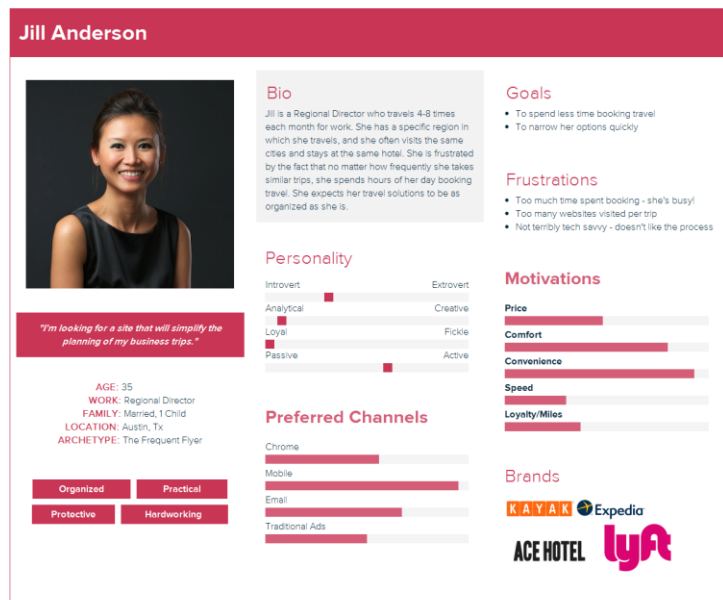 Jill Anderson
"I'm looking for a site that will simplify the
planning of my business trips."
AGE: 35
WORK: Regional Director
FAMILY: Married, 1 Child
LOCATION: Austin, Tx
ARCHETYPE: The Frequent Flyer
Organized
Practical
Protective
Hardworking
Bio
Jill is a Regional Director who travels 4-8 times
each month for work. She has a specific region in
which she travels, and she often visits the same
cities and stays at the same hotel. She is frustrated
by the fact that no matter how frequently she takes
similar trips, she spends hours of her day booking
travel. She expects her travel solutions to be as
organized as she is.
Personality
Introvert Extrovert
Analytical Creative
Loyal Fickle
Passive Active
Preferred Channels
Chrome
Mobile
Email
Traditional Ads
Goals
• To spend less time booking travel
• To narrow her options quickly
Frustrations
• Too much time spent booking - she's busy!
• Too many websites visited per trip
• Not terribly tech savvy - doesn't like the process
Motivations
Price
Comfort
Convenience
Speed
Loyalty/Miles
Brands
KAYAK Expedia
ACE HOTEL lyft